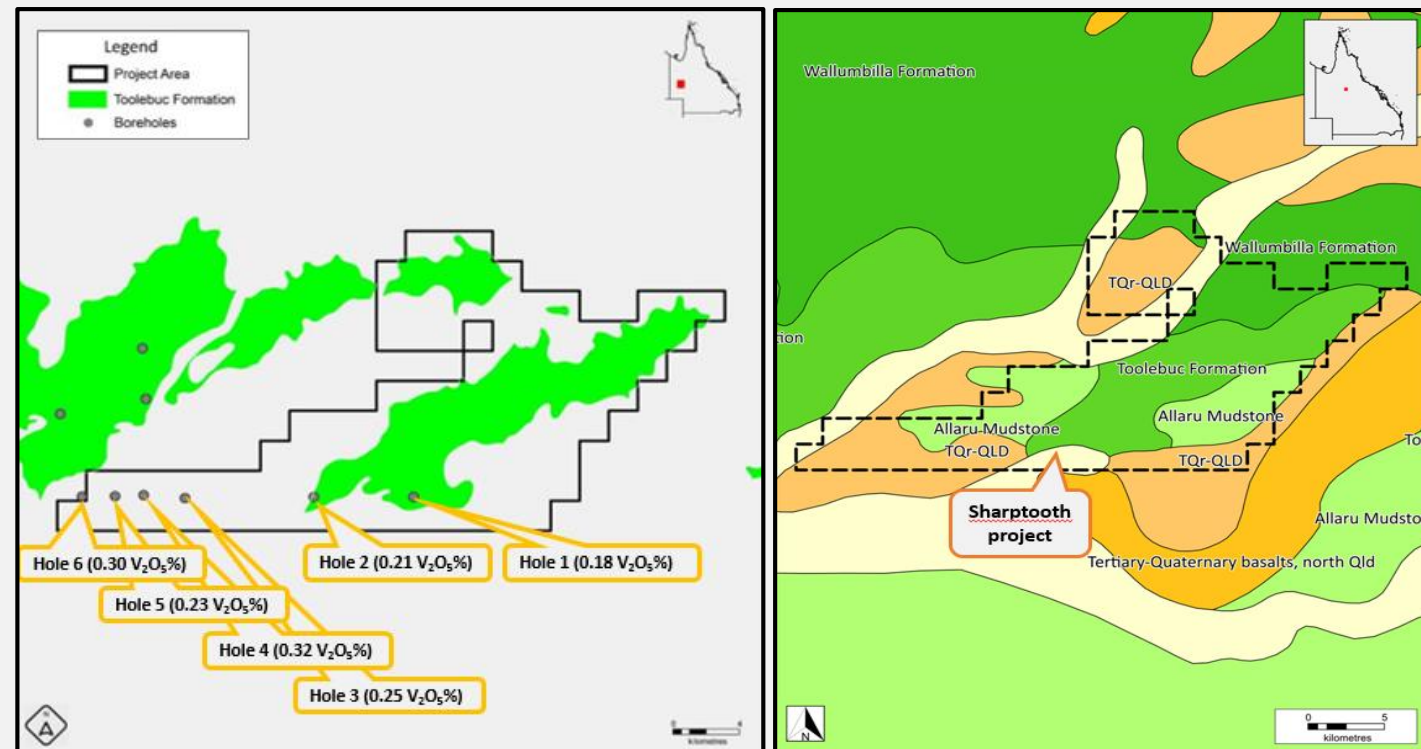 Legend
Project Area
Toolebuc Formation
Boreholes
Hole 6 (0.30 V₂O₅%)
Hole 2 (0.21 V₂O₅%)
Hole 1 (0.18 V₂O₅%)
Hole 5 (0.23 V₂O₅%)
Hole 4 (0.32 V₂O₅%)
Hole 3 (0.25 V₂O₅%)
0 4
kilometres
Wallumbilla Formation
Wallumbilla Formation
TQr-QLD
tion
Toolebuc Formation
Allaru Mudstone
Allaru Mudstone
TQr-QLD
TQr-QLD
To
Sharptooth
project
Allaru Mudsto
Tertiary-Quaternary basalts, north Qld
N
0 5
kilometres